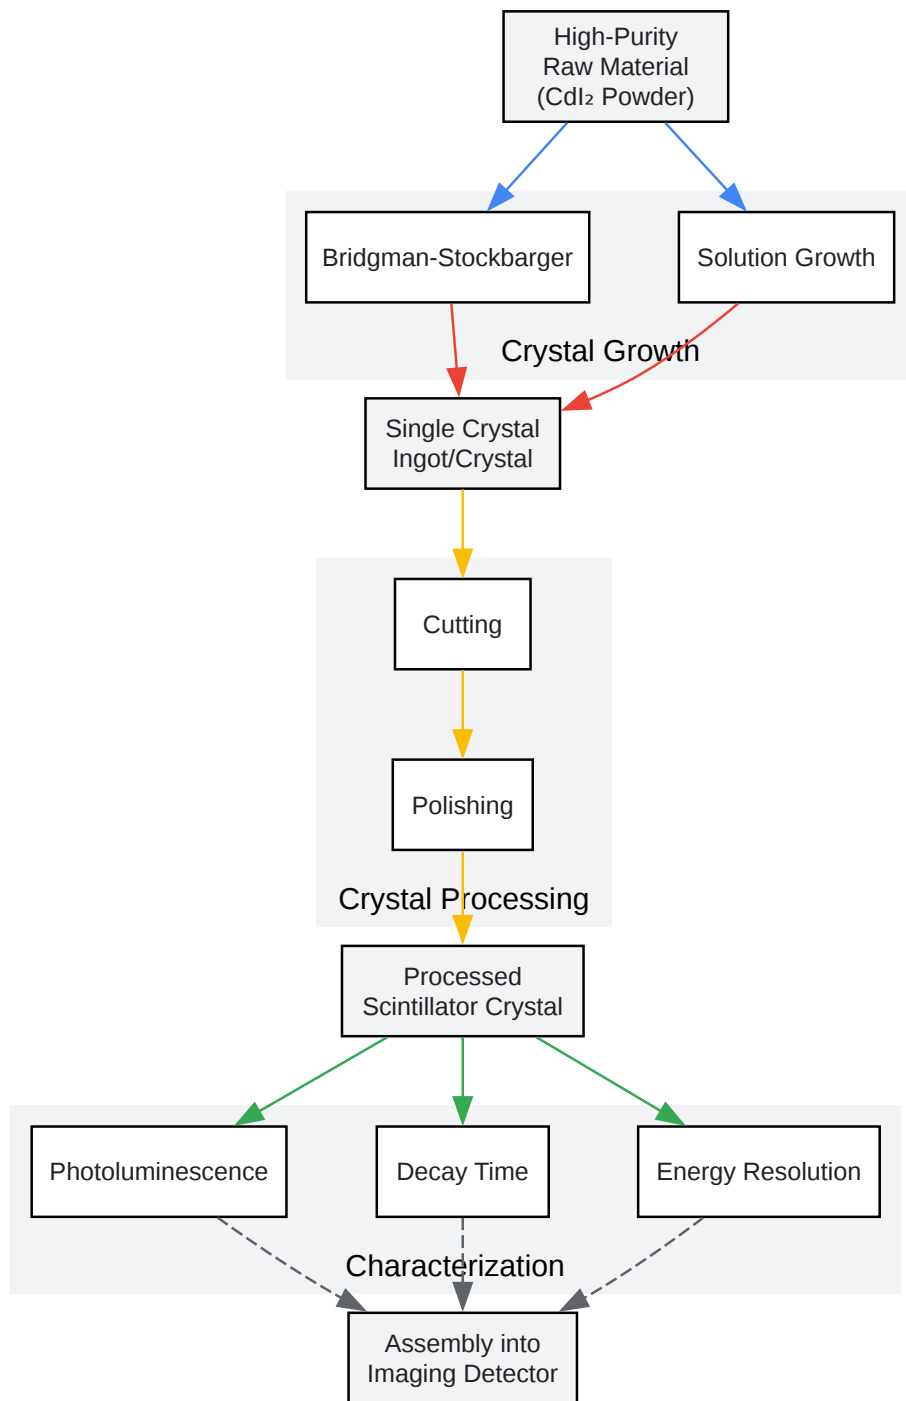 High-Purity
Raw Material
(CdI₂ Powder)
Bridgman-Stockbarger
Solution Growth
Crystal Growth
Single Crystal
Ingot/Crystal
Cutting
Polishing
Crystal Processing
Processed
Scintillator Crystal
Photoluminescence
Decay Time
Energy Resolution
Characterization
Assembly into
Imaging Detector